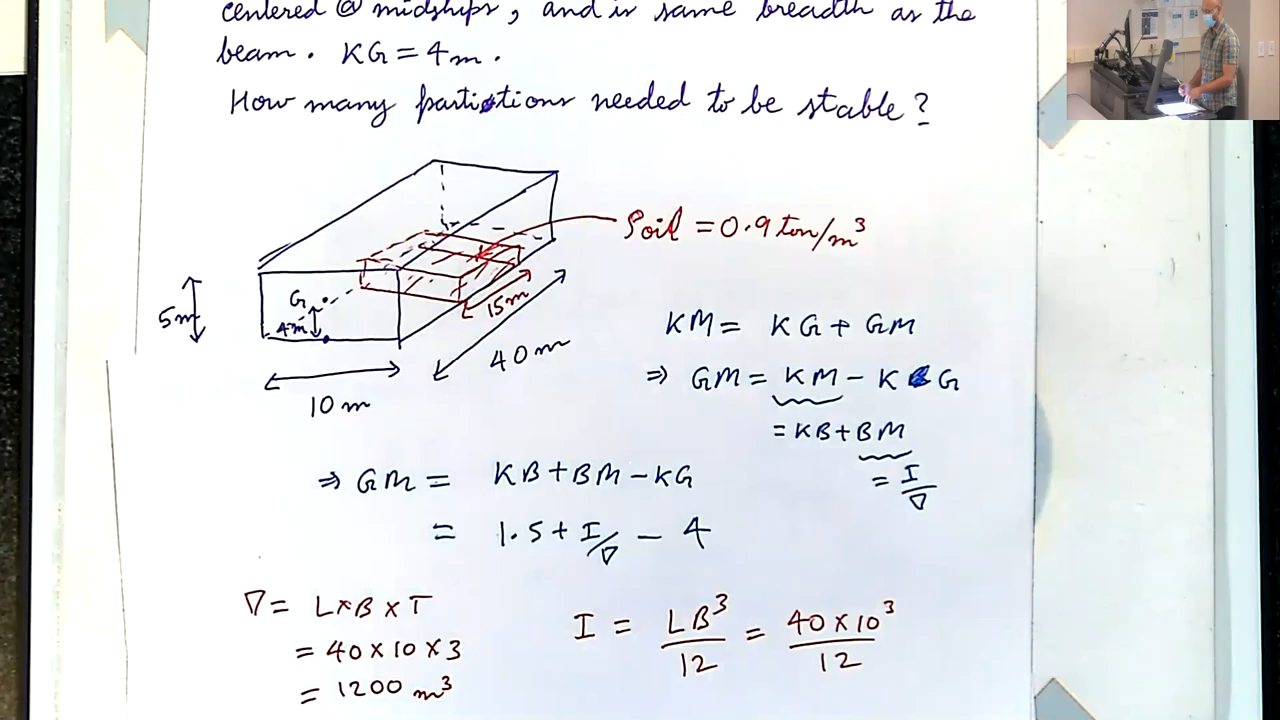 centered @ midships, and is same breadth as the
beam. KG = 4m.
How many partitions needed to be stable?
ρoil = 0.9 ton/m³
G
5m
4m
15m
40m
10 m
KM = KG + GM
⇒ GM = KM - KG
= KB + BM
= I/∇
⇒ GM = KB + BM - KG
= 1.5 + I/∇ - 4
∇ = L×B×T
= 40 × 10 × 3
= 1200 m³
I = LB³/12 = 40 × 10³/12